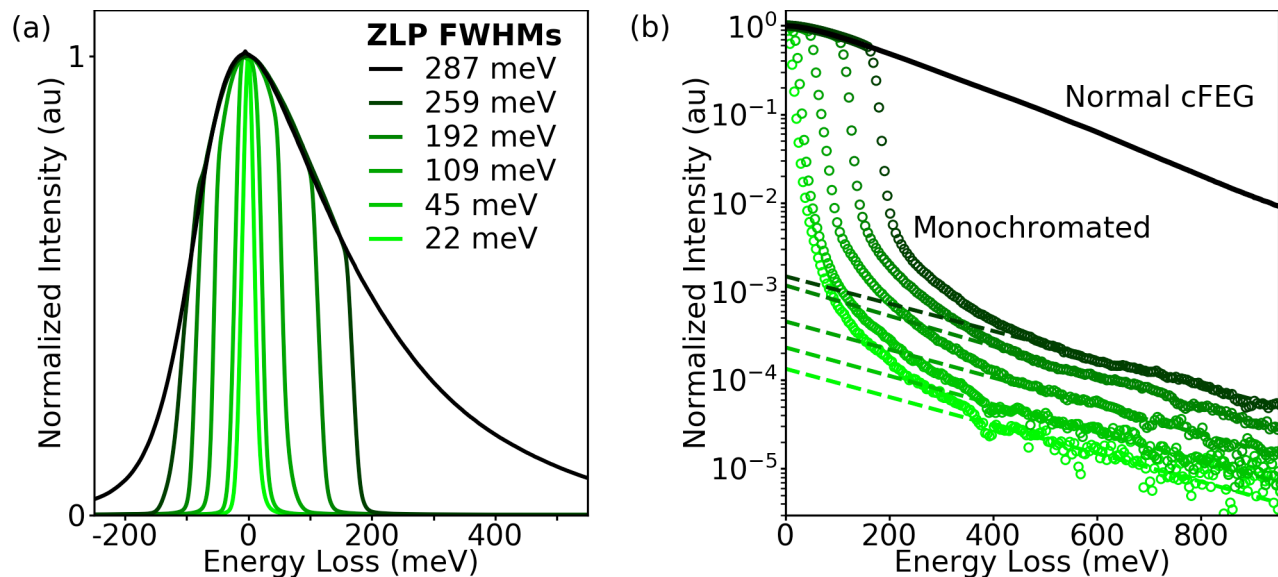 (a)
Normalized Intensity (au)
1
0
ZLP FWHMs
287 meV
259 meV
192 meV
109 meV
45 meV
22 meV
-200 0 200 400
Energy Loss (meV)
(b)
Normalized Intensity (au)
10⁰
10⁻¹
10⁻²
10⁻³
10⁻⁴
10⁻⁵
Normal cFEG
Monochromated
0 200 400 600 800
Energy Loss (meV)